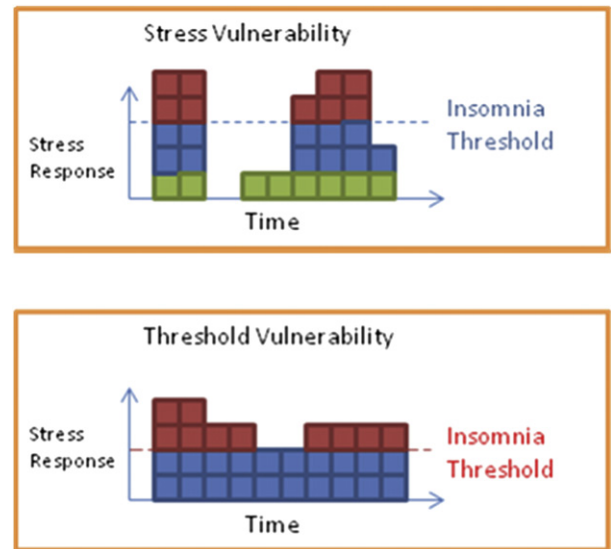 Stress Vulnerability
Insomnia
Threshold
Stress
Response
Time
Threshold Vulnerability
Stress
Response
Insomnia
Threshold
Time